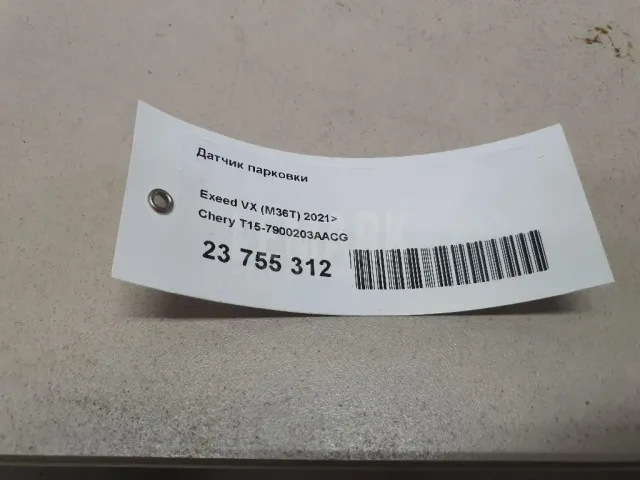 Датчик парковки
Exeed VX (M36T) 2021>
Chery T15-7900203AACG
23 755 312